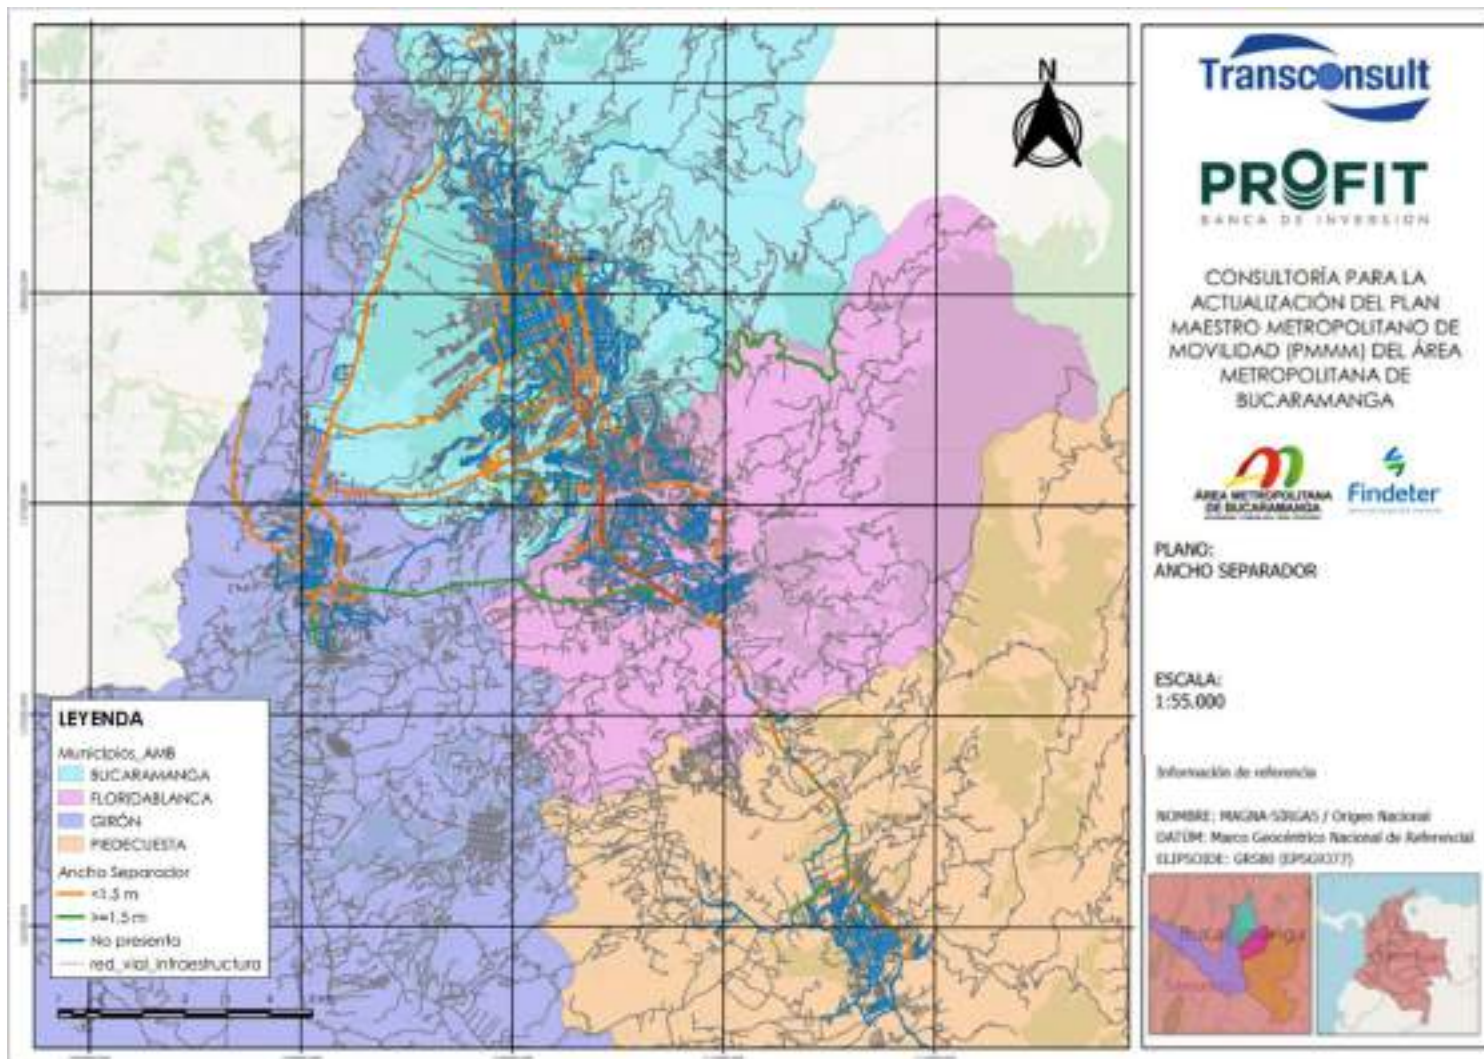 N
Transconsult
PROFIT
BANCA DE INVERSION
CONSULTORÍA PARA LA
ACTUALIZACIÓN DEL PLAN
MAESTRO METROPOLITANO DE
MOVILIDAD (PMMM) DEL ÁREA
METROPOLITANA DE
BUCARAMANGA
ÁREA METROPOLITANA
DE BUCARAMANGA
Findeter
PLANO:
ANCHO SEPARADOR
ESCALA:
1:55.000
Información de referencia
NOMBRE: MAGNA-SIRGAS / Origen Nacional
DATUM: Marco Geocéntrico Nacional de Referencial
ELIPSOIDE: GRS80 (EPSG9377)
LEYENDA
Municipios_AMB
BUCARAMANGA
FLORIDABLANCA
GIRÓN
PIEDECUESTA
Ancho Separador
<1.5 m
>=1.5 m
No presenta
red_vial_infraestructura